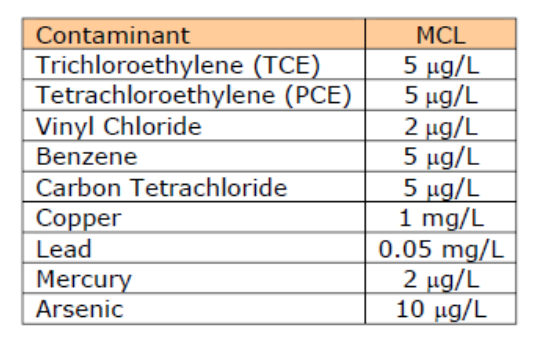 Contaminant MCL
Trichloroethylene (TCE) 5 μg/L
Tetrachloroethylene (PCE) 5 μg/L
Vinyl Chloride 2 μg/L
Benzene 5 μg/L
Carbon Tetrachloride 5 μg/L
Copper 1 mg/L
Lead 0.05 mg/L
Mercury 2 μg/L
Arsenic 10 μg/L